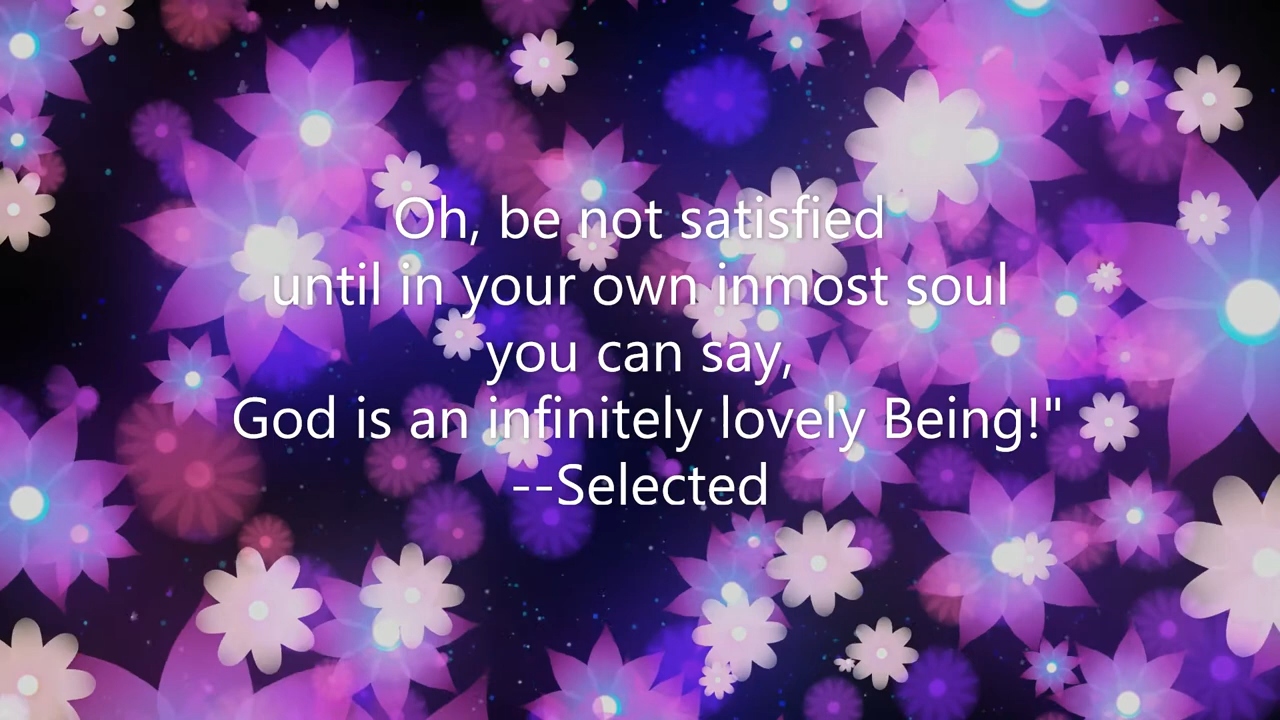 Oh, be not satisfied
until in your own inmost soul
you can say,
God is an infinitely lovely Being!"
--Selected